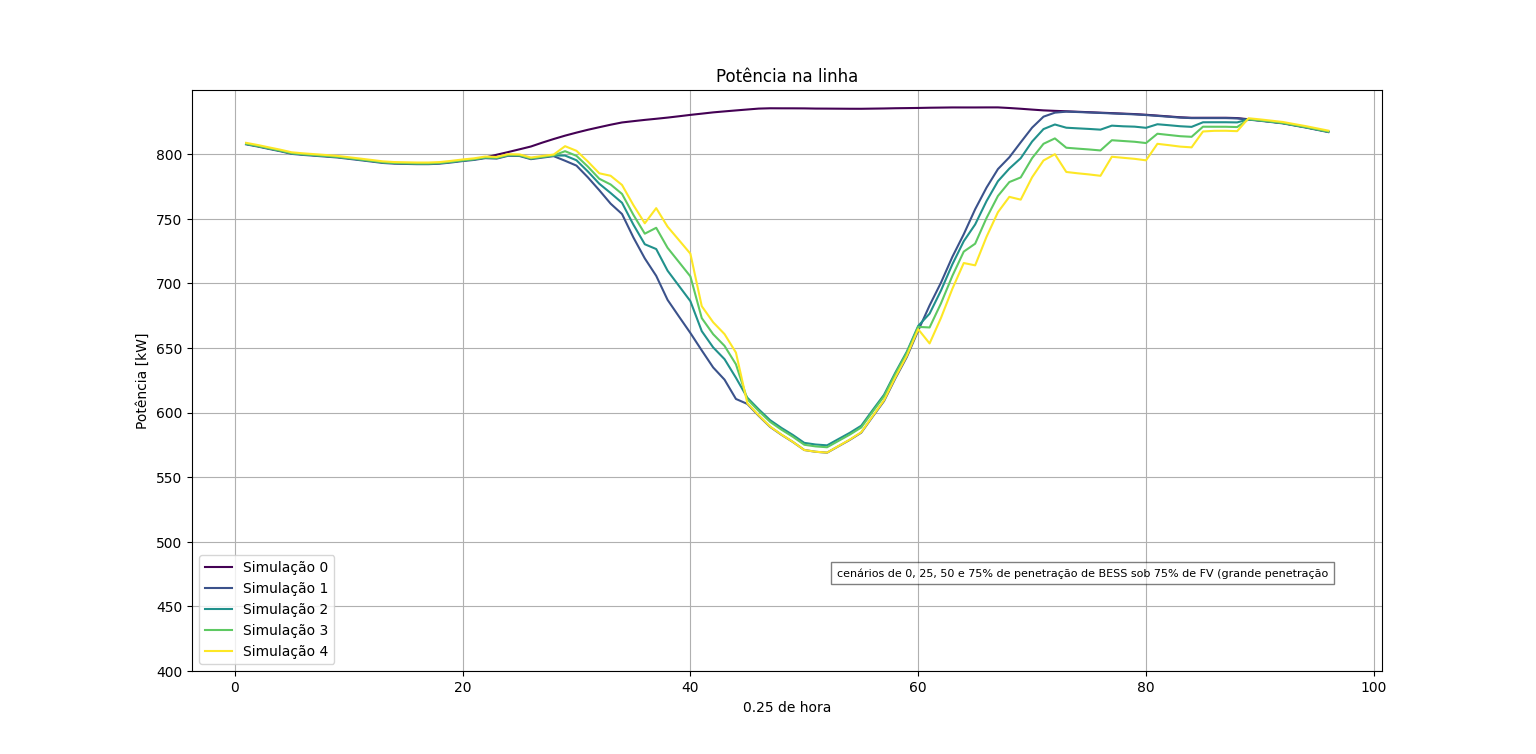 Potência na linha
Potência [kW]
800
750
700
650
600
550
500
450
400
Simulação 0
Simulação 1
Simulação 2
Simulação 3
Simulação 4
cenários de 0, 25, 50 e 75% de penetração de BESS sob 75% de FV (grande penetração
0
20
40
60
80
100
0.25 de hora